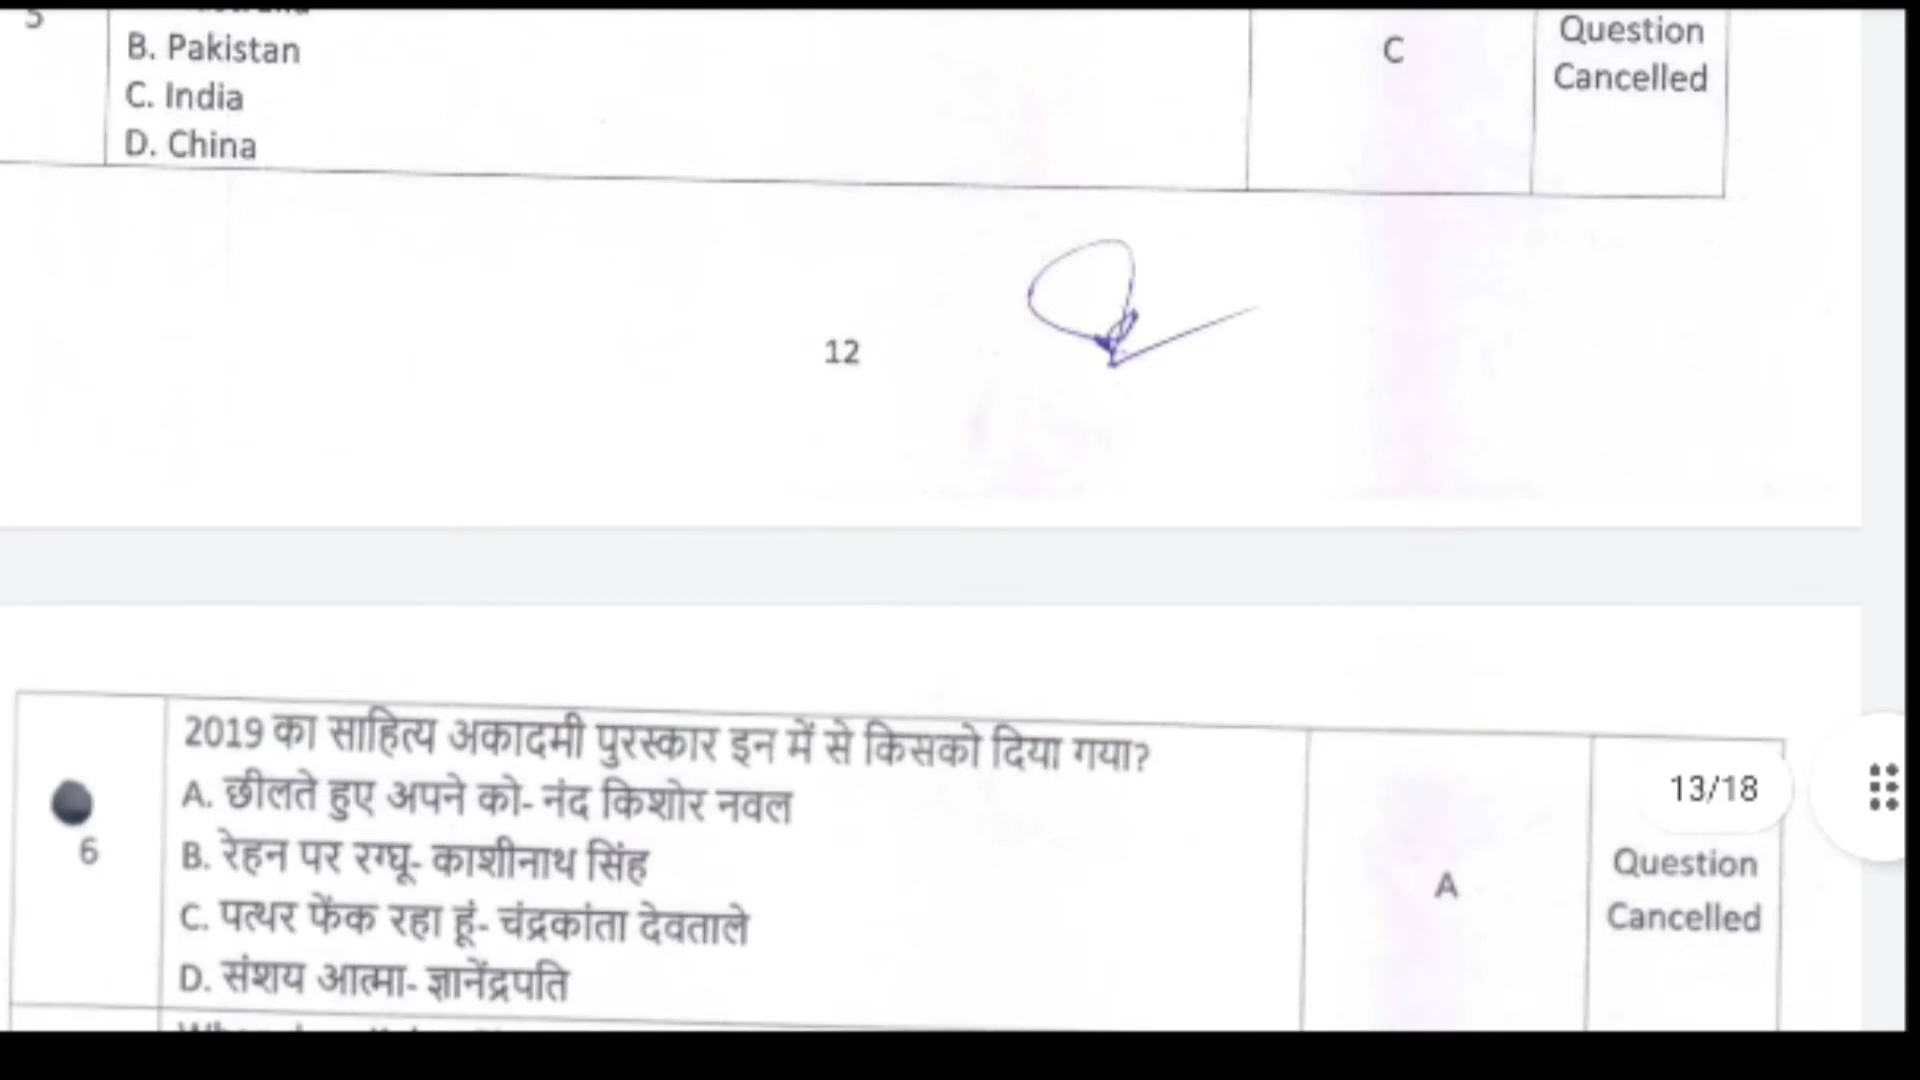 5
B. Pakistan
C. India
D. China
C
Question
Cancelled
12
2019 का साहित्य अकादमी पुरस्कार इन में से किसको दिया गया?
A. छीलते हुए अपने को- नंद किशोर नवल
6
B. रेहन पर रग्घू- काशीनाथ सिंह
C. पत्थर फेंक रहा हूं- चंद्रकांता देवताले
D. संशय आत्मा- ज्ञानेंद्रपति
A
13/18
Question
Cancelled